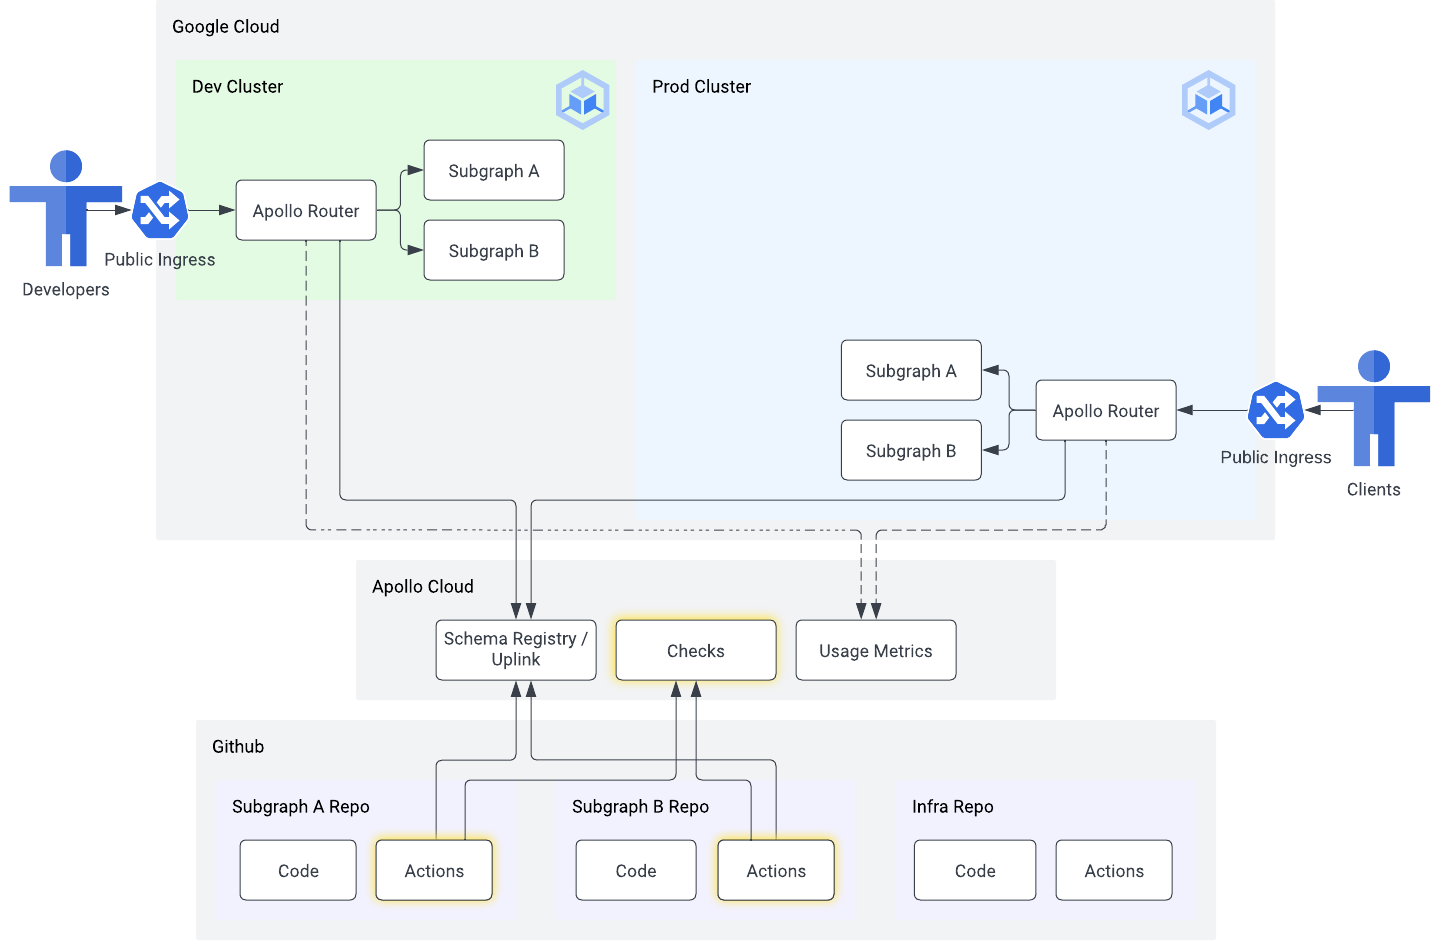 Google Cloud
Dev Cluster
Prod Cluster
Subgraph A
Apollo Router
Subgraph B
Public Ingress
Developers
Subgraph A
Apollo Router
Subgraph B
Public Ingress
Clients
Apollo Cloud
Schema Registry /
Uplink
Checks
Usage Metrics
Github
Subgraph A Repo
Subgraph B Repo
Infra Repo
Code
Actions
Code
Actions
Code
Actions